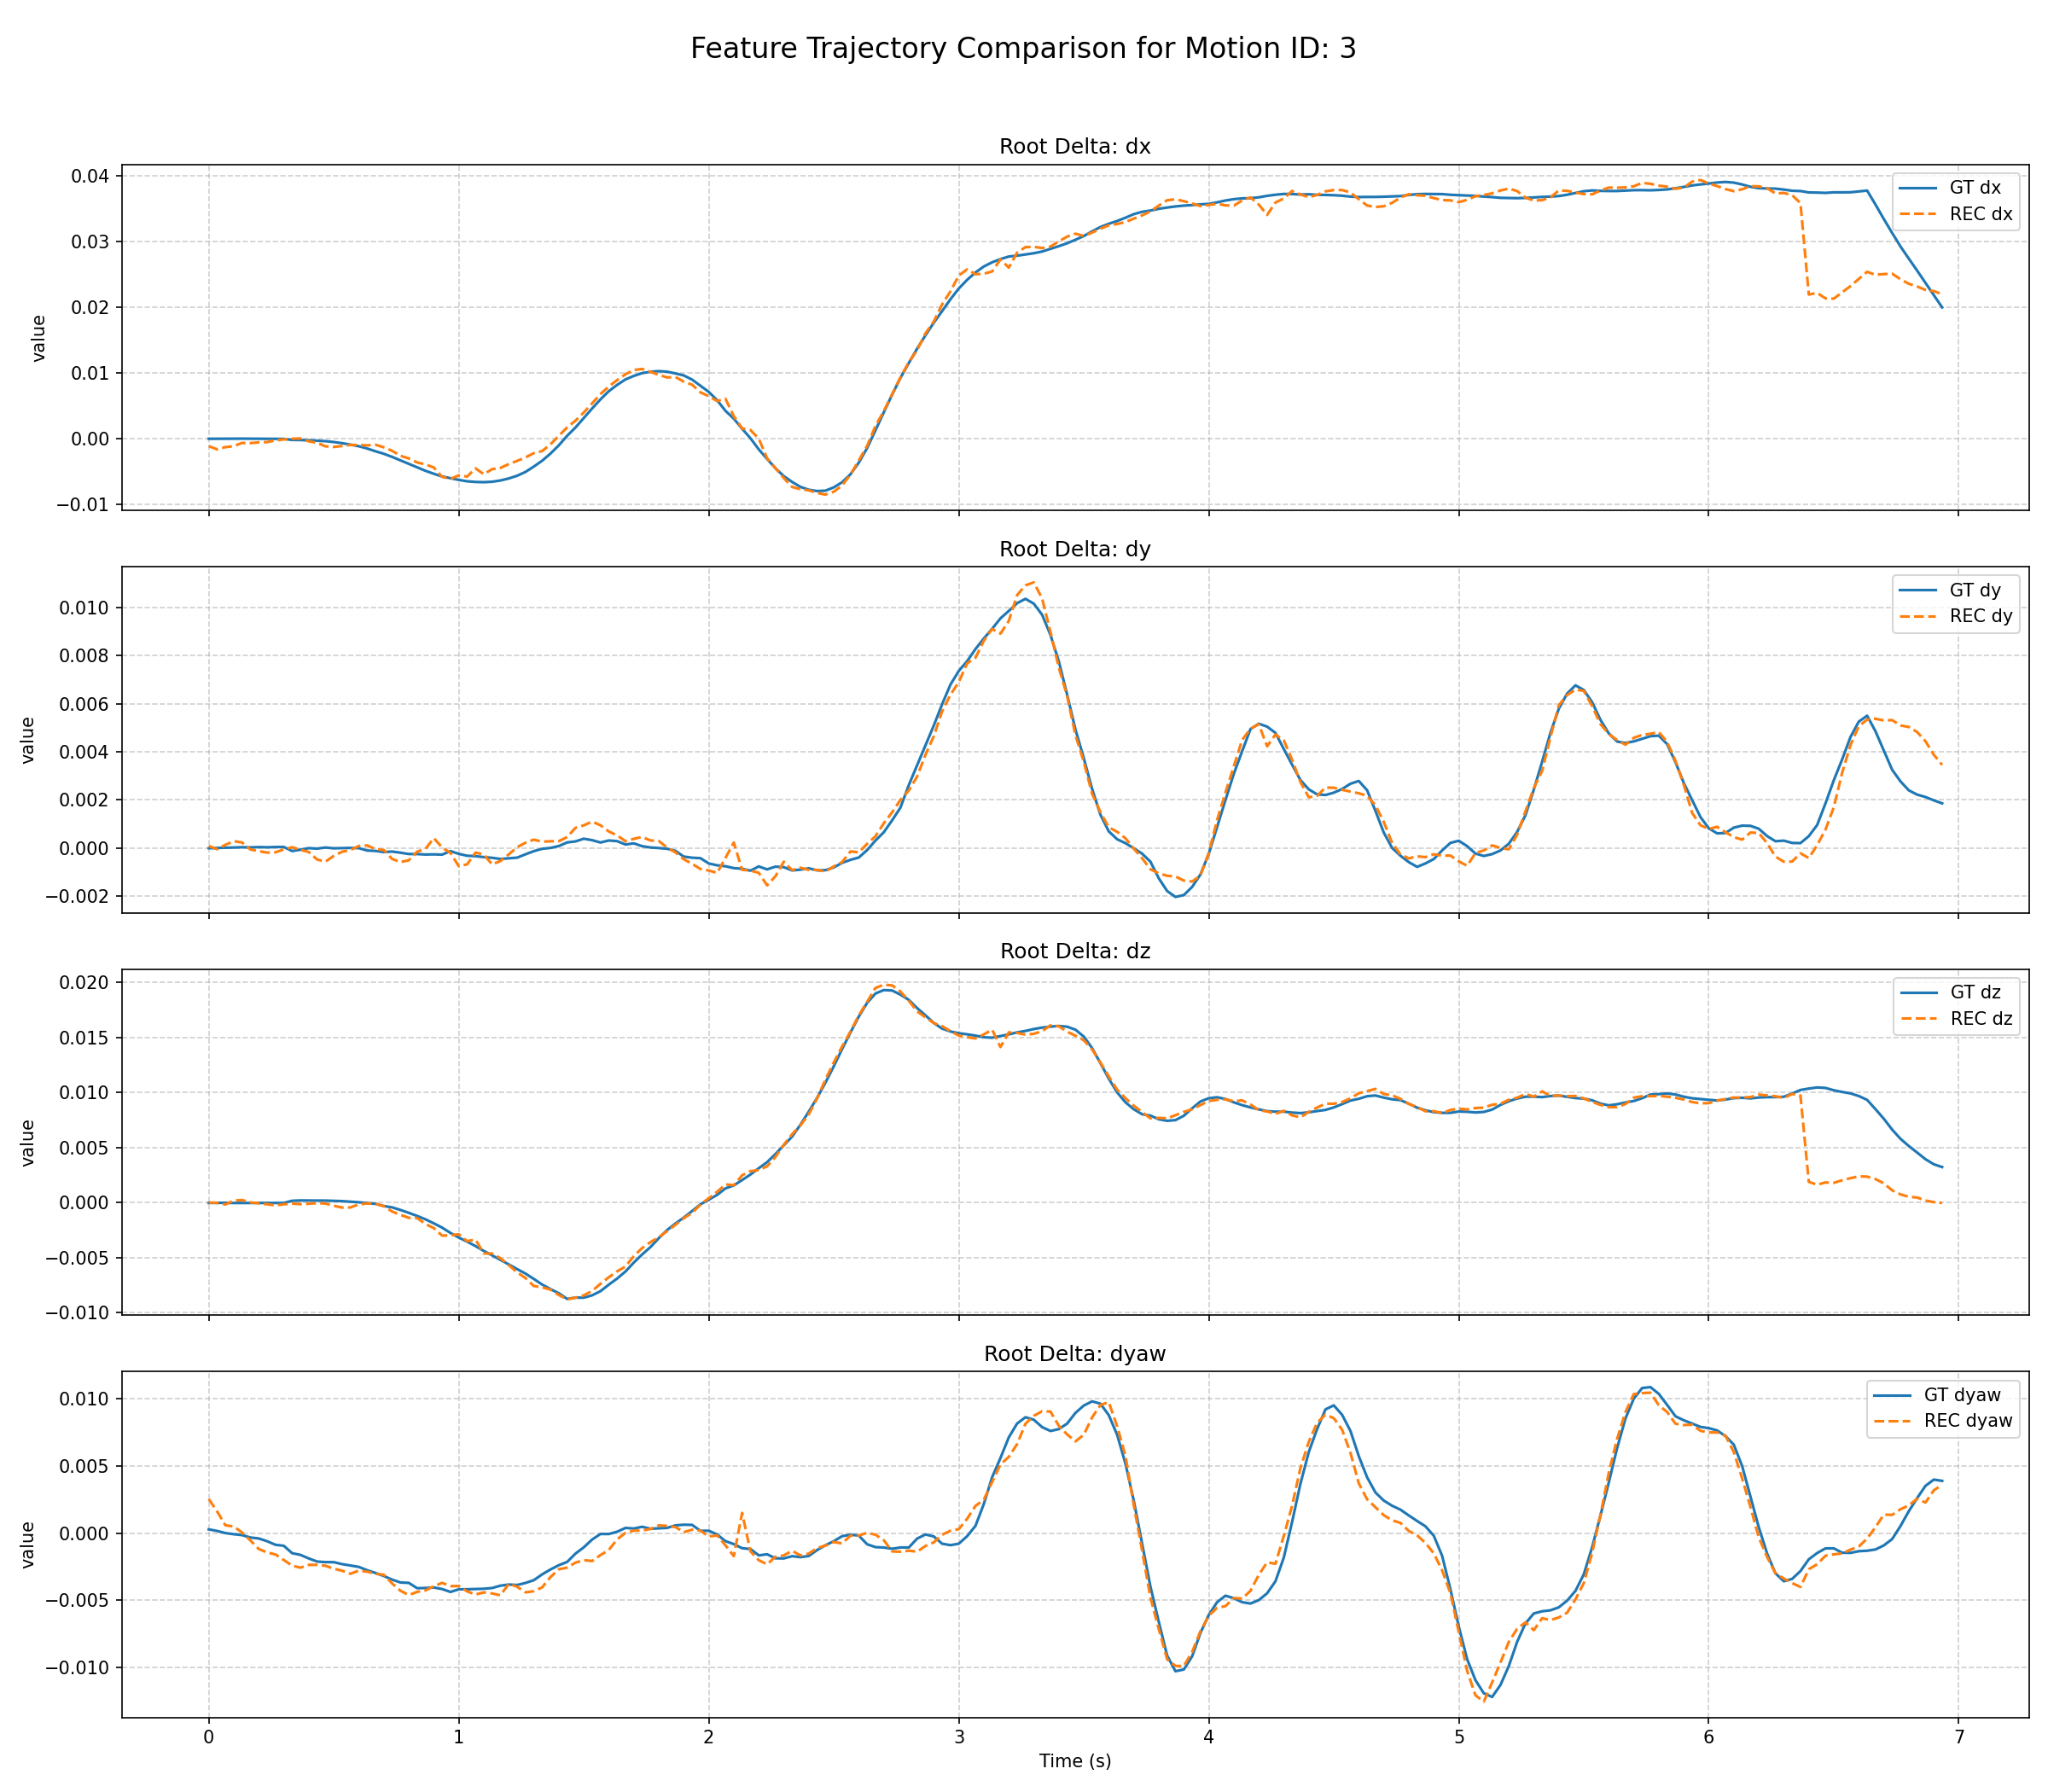 Feature Trajectory Comparison for Motion ID: 3
Root Delta: dx
0.04
0.03
0.02
0.01
0.00
−0.01
value
GT dx
REC dx
Root Delta: dy
0.010
0.008
0.006
0.004
0.002
0.000
−0.002
value
GT dy
REC dy
Root Delta: dz
0.020
0.015
0.010
0.005
0.000
−0.005
−0.010
value
GT dz
REC dz
Root Delta: dyaw
0.010
0.005
0.000
−0.005
−0.010
value
GT dyaw
REC dyaw
0 1 2 3 4 5 6 7
Time (s)